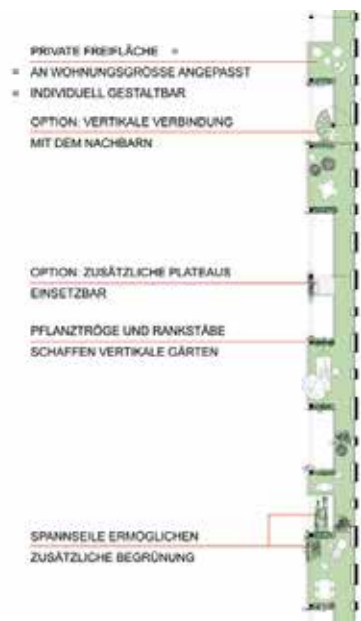 PRIVATE FREIFLÄCHE =
= AN WOHNUNGSGRÖSSE ANGEPASST
= INDIVIDUELL GESTALTBAR
OPTION: VERTIKALE VERBINDUNG
MIT DEM NACHBARN
OPTION: ZUSÄTZLICHE PLATEAUS
EINSETZBAR
PFLANZTRÖGE UND RANKSTÄBE
SCHAFFEN VERTIKALE GÄRTEN
SPANNSEILE ERMÖGLICHEN
ZUSÄTZLICHE BEGRÜNUNG